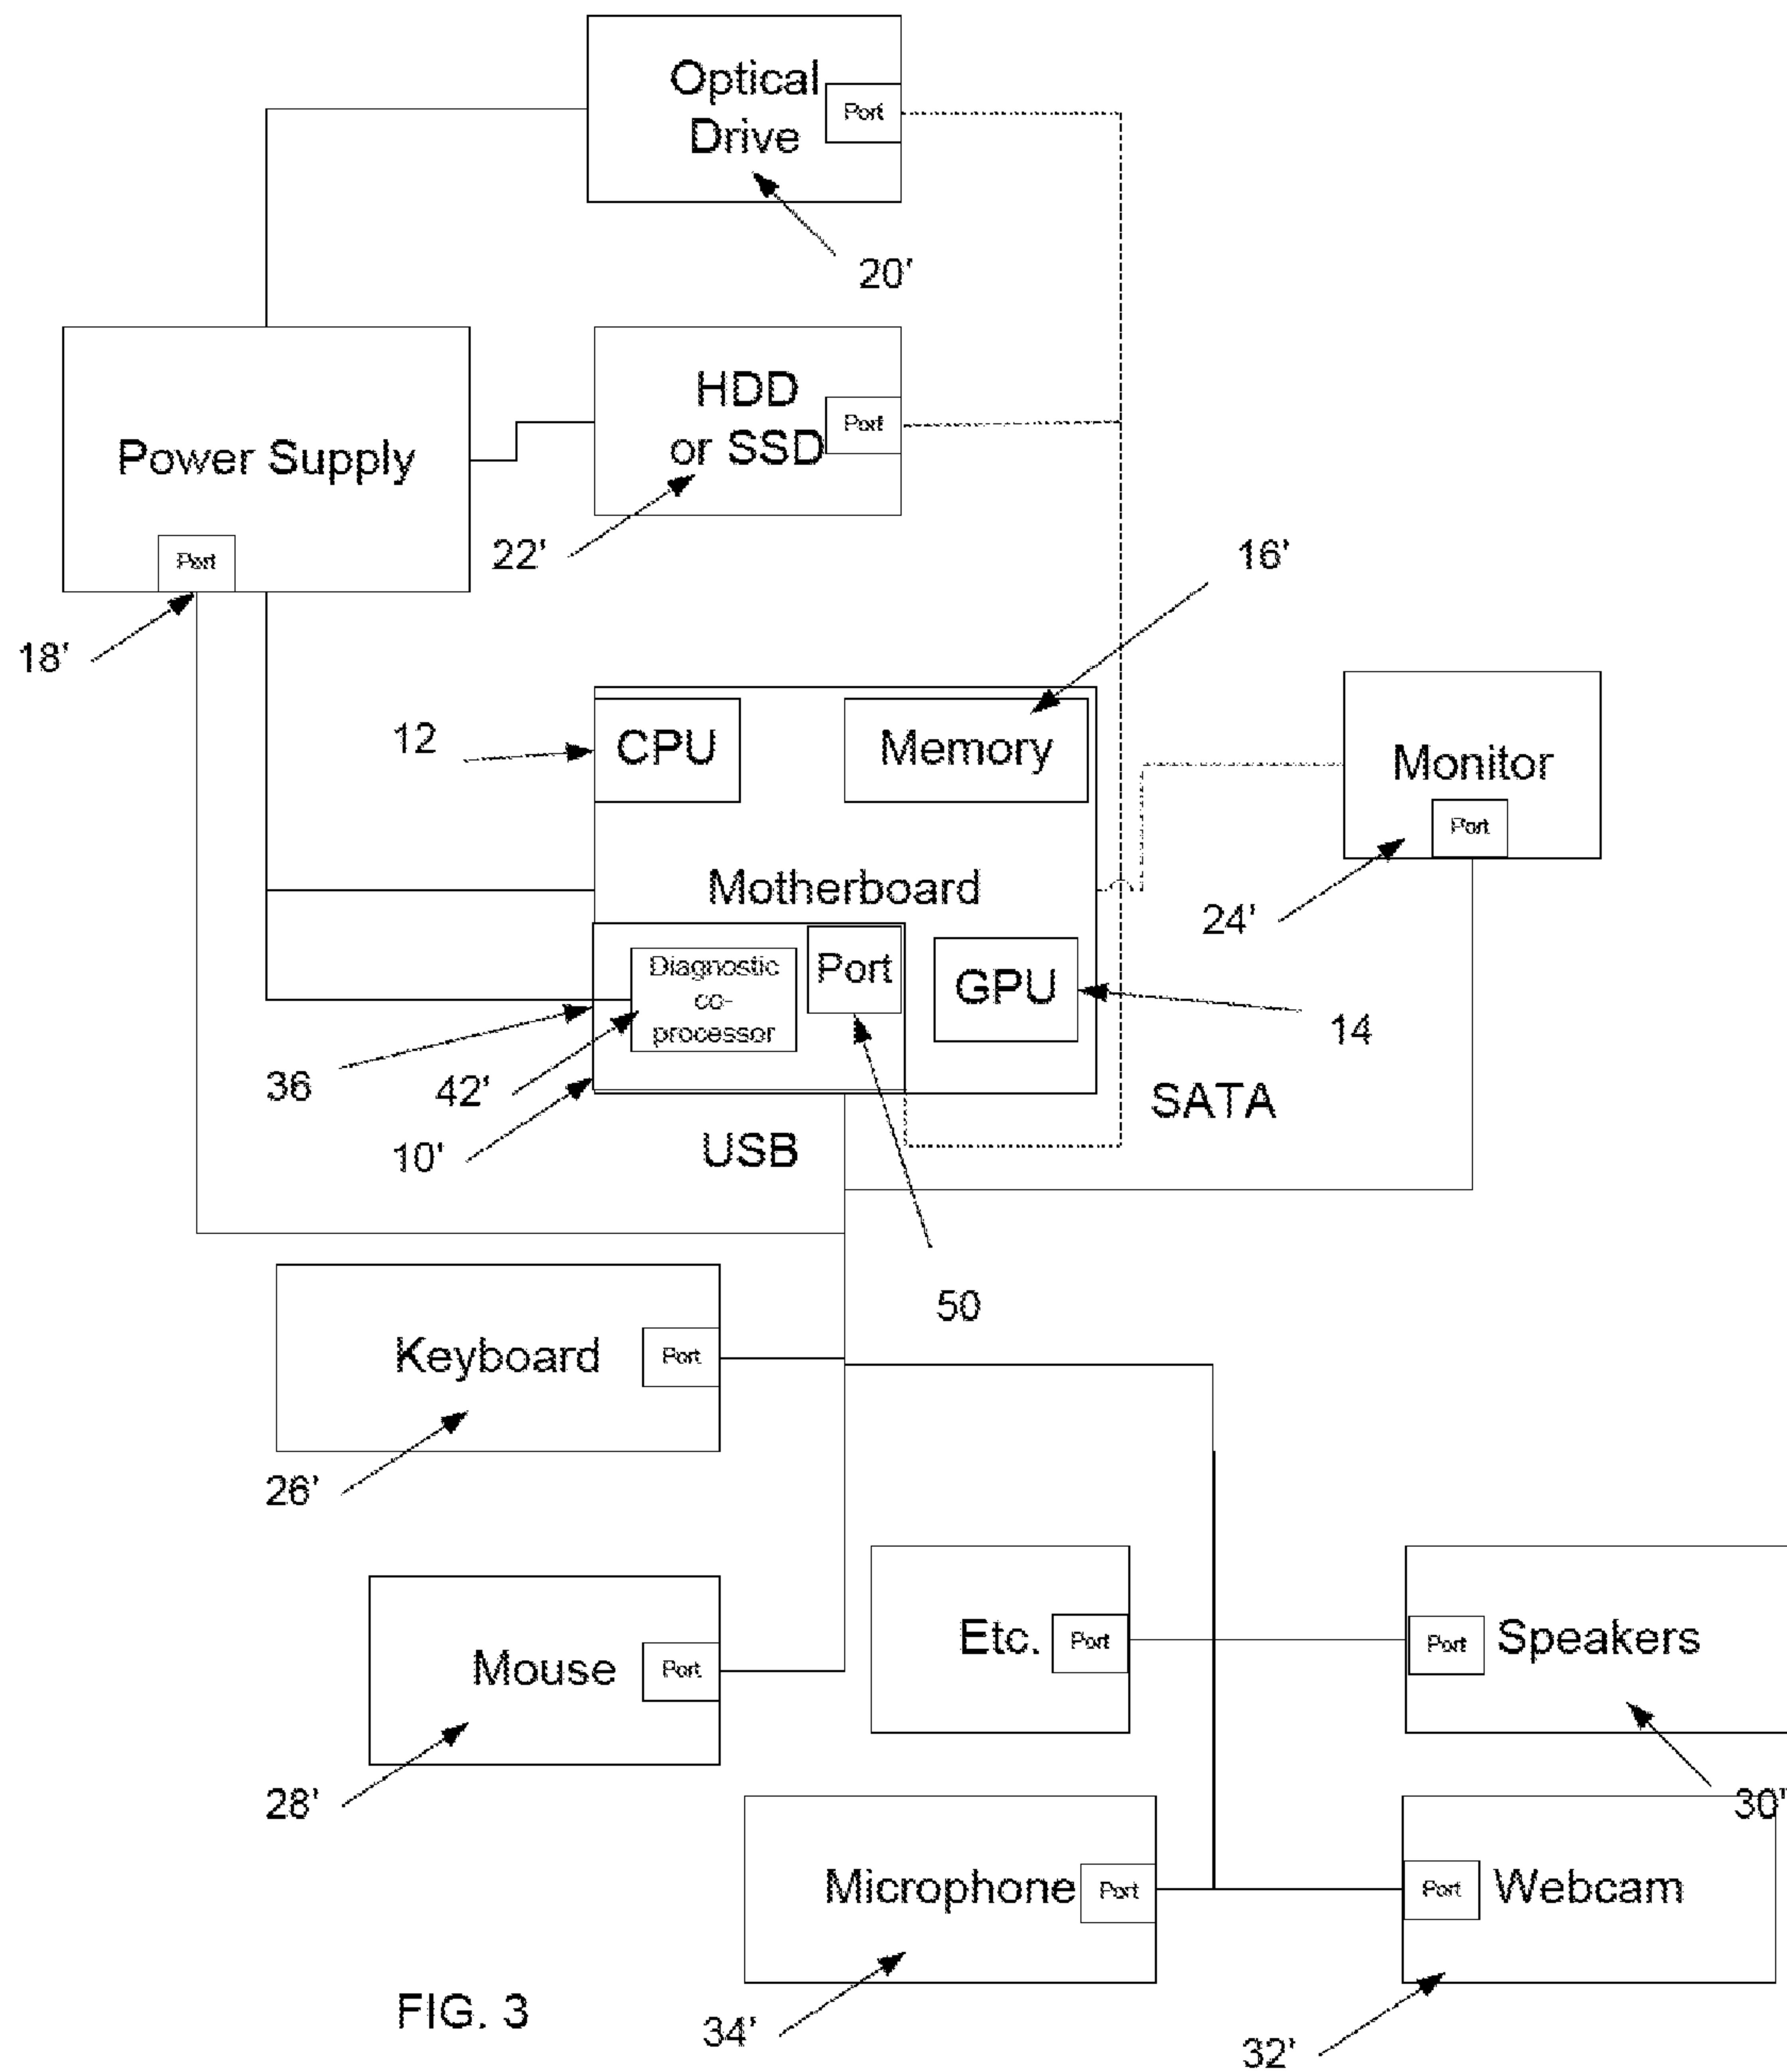 Optical
Drive
Port
20'
HDD
or SSD
Port
22'
Power Supply
Port
18'
16'
12
CPU
Memory
Monitor
Port
24'
Motherboard
Diagnostic
co-
processor
Port
GPU
14
36
42'
10'
USB
SATA
50
Keyboard
Port
26'
Mouse
Port
28'
Etc.
Port
Port
Speakers
30'
Microphone
Port
34'
Port
Webcam
32'
FIG. 3